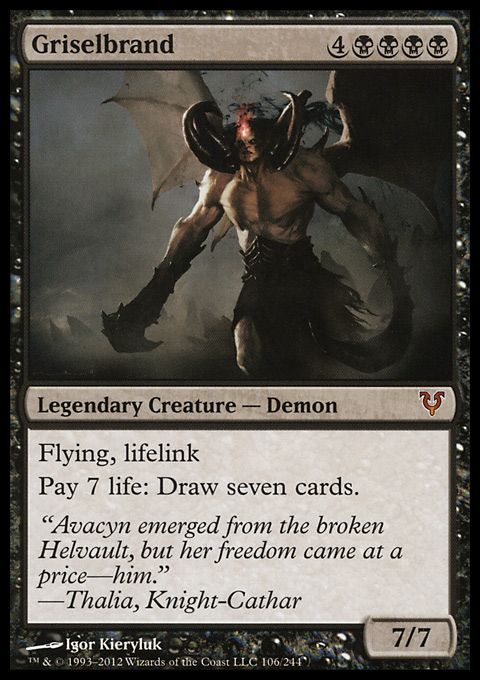 Griselbrand 4
Legendary Creature — Demon
Flying, lifelink
Pay 7 life: Draw seven cards.
“Avacyn emerged from the broken
Helvault, but her freedom came at a
price—him.”
—Thalia, Knight-Cathar
7/7
Igor Kieryluk
™ & © 1993–2012 Wizards of the Coast LLC 106/244